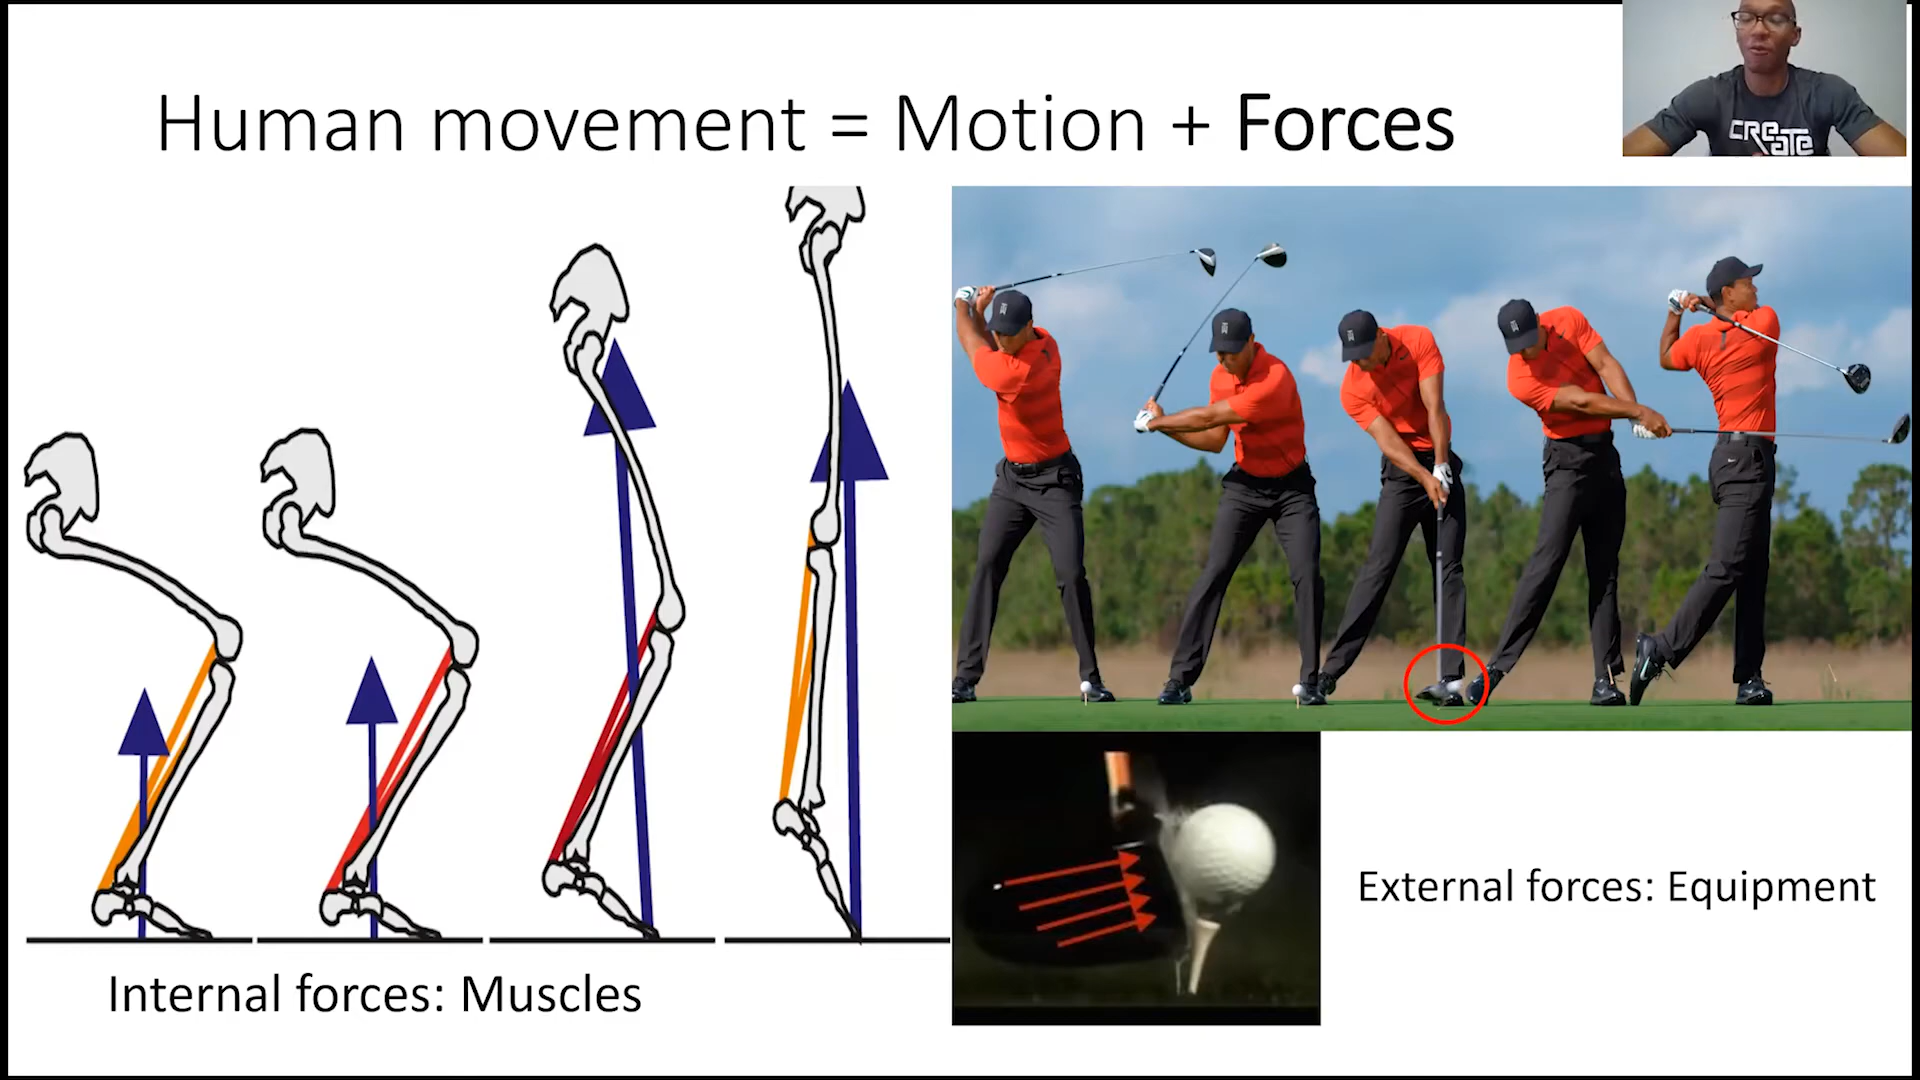 Human movement = Motion + Forces
CREATE
Internal forces: Muscles
External forces: Equipment